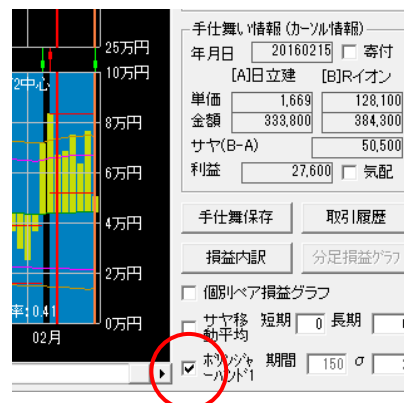 25万円
10万円
8万円
6万円
4万円
2万円
0万円
72中心
率:0.41
02月
手仕舞い情報(カーソル情報)
年月日 20160215 寄付
[A]日立建 [B]Rイオン
単価 1,669 128,100
金額 333,800 384,300
サヤ(B-A) 50,500
利益 27,600 気配
手仕舞保存 取引履歴
損益内訳 分足損益グラフ
個別ペア損益グラフ
サヤ移動平均 短期 0 長期
ボリンジャーバンド1 期間 150 σ